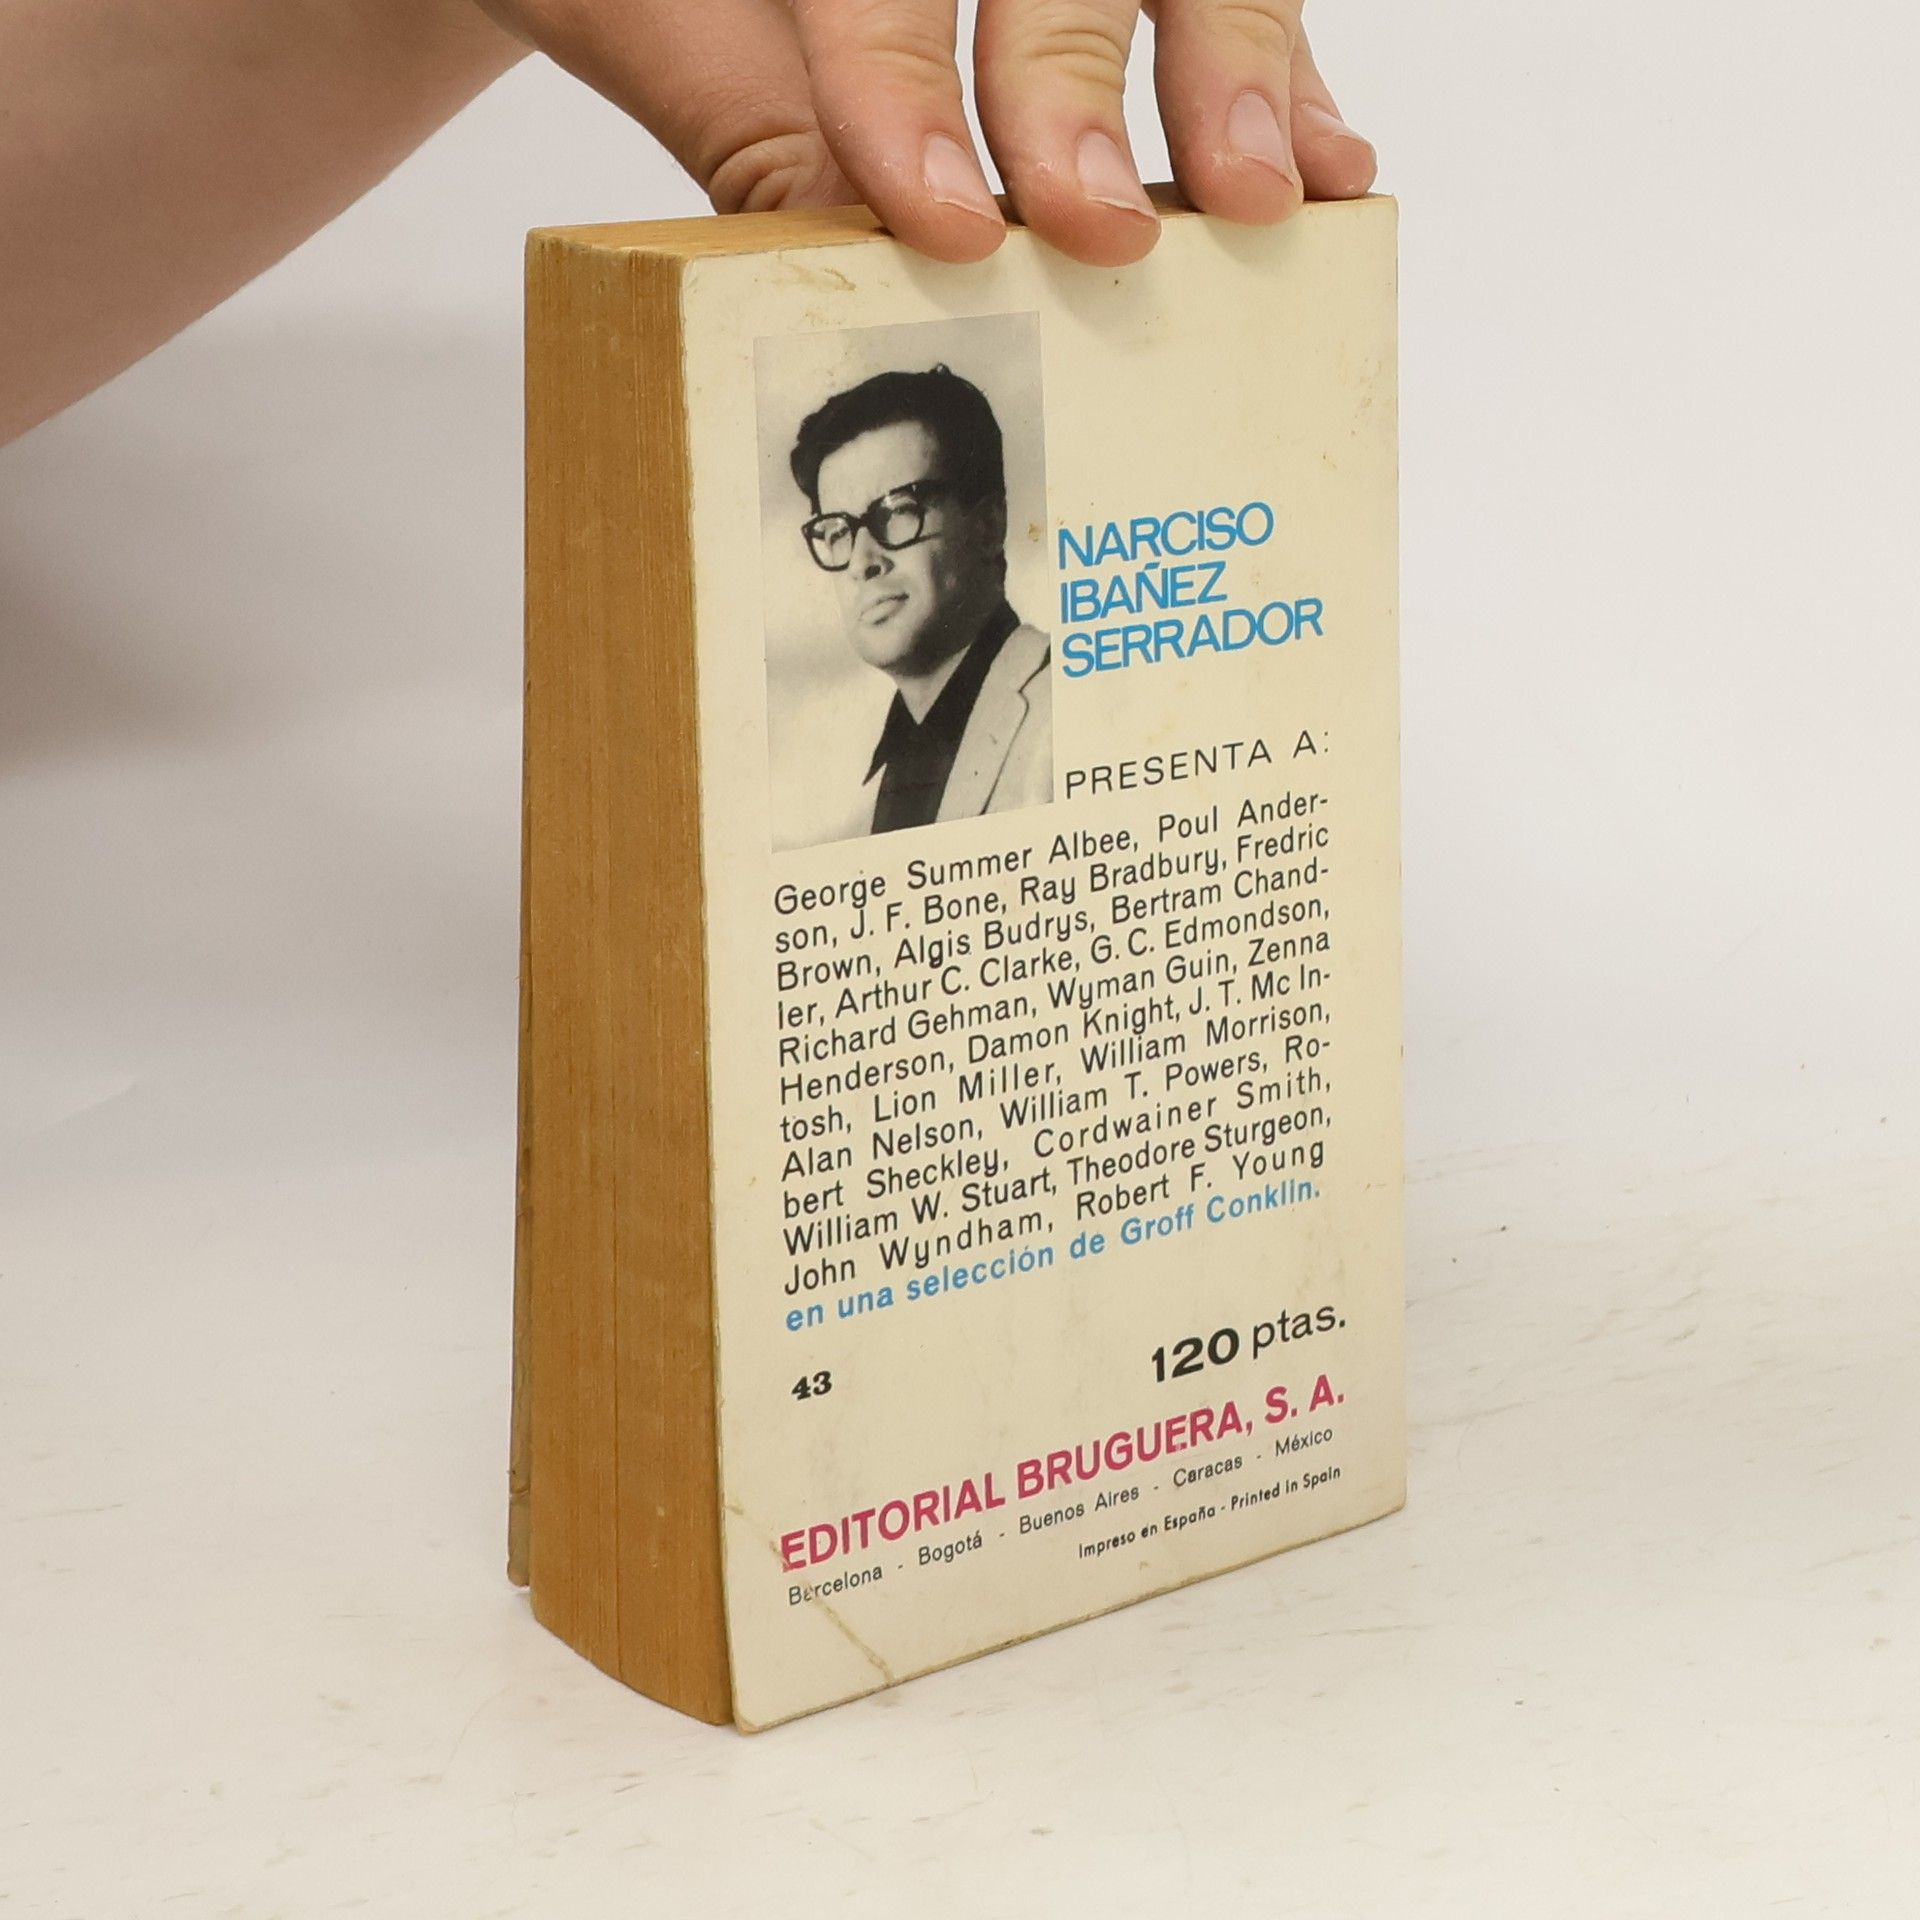 NARCISO
IBAÑEZ
SERRADOR
PRESENTA A:
George Summer Albee, Poul Ander-
son, J. F. Bone, Ray Bradbury, Fredric
Brown, Algis Budrys, Bertram Chand-
ler, Arthur C. Clarke, G. C. Edmondson,
Richard Gehman, Wyman Guin, Zenna
Henderson, Damon Knight, J. T. Mc In-
tosh, Lion Miller, William Morrison,
Alan Nelson, William T. Powers, Ro-
bert Sheckley, Cordwainer Smith,
William W. Stuart, Theodore Sturgeon,
John Wyndham, Robert F. Young
en una selección de Groff Conklin.
43
120 ptas.
EDITORIAL BRUGUERA, S. A.
Barcelona - Bogotá - Buenos Aires - Caracas - México
Impreso en España - Printed in Spain